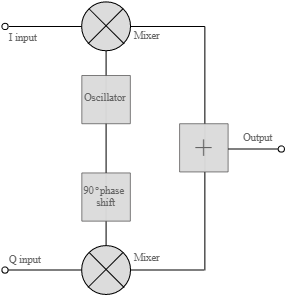 I input
Mixer
Oscillator
+
Output
90°phase
shift
Q input
Mixer